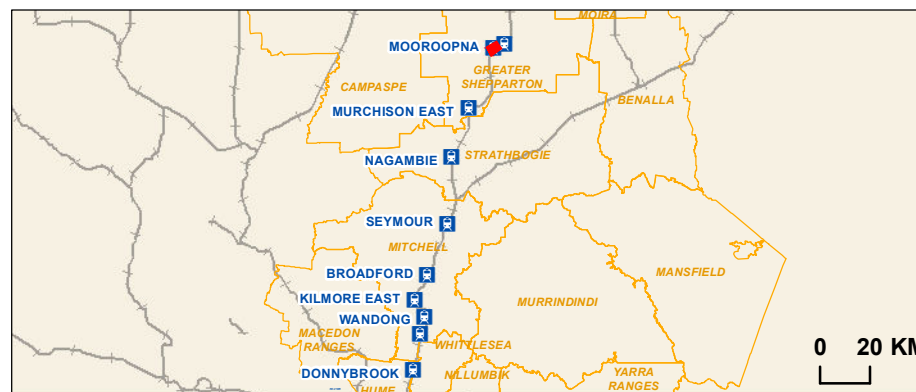 MOIRA
MOOROOPNA
GREATER
SHEPPARTON
CAMPASPE
BENALLA
MURCHISON EAST
STRATHBOGIE
NAGAMBIE
SEYMOUR
MITCHELL
BROADFORD
MANSFIELD
KILMORE EAST
MURRINDINDI
WANDONG
MACEDON
RANGES
WHITTLESEA
0 20 KM
DONNYBROOK
NILLUMBIK
YARRA
RANGES
HUME